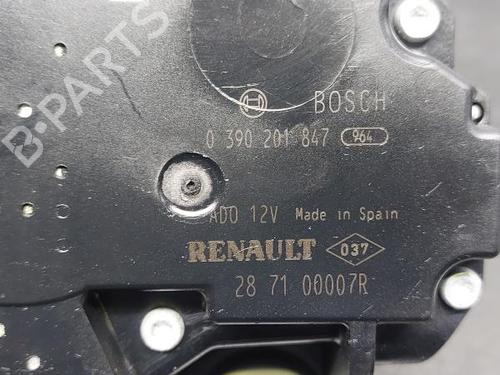 BOSCH
0 390 201 847 964
ADO 12V Made in Spain
RENAULT 037
28 71 00007R
B-PARTS